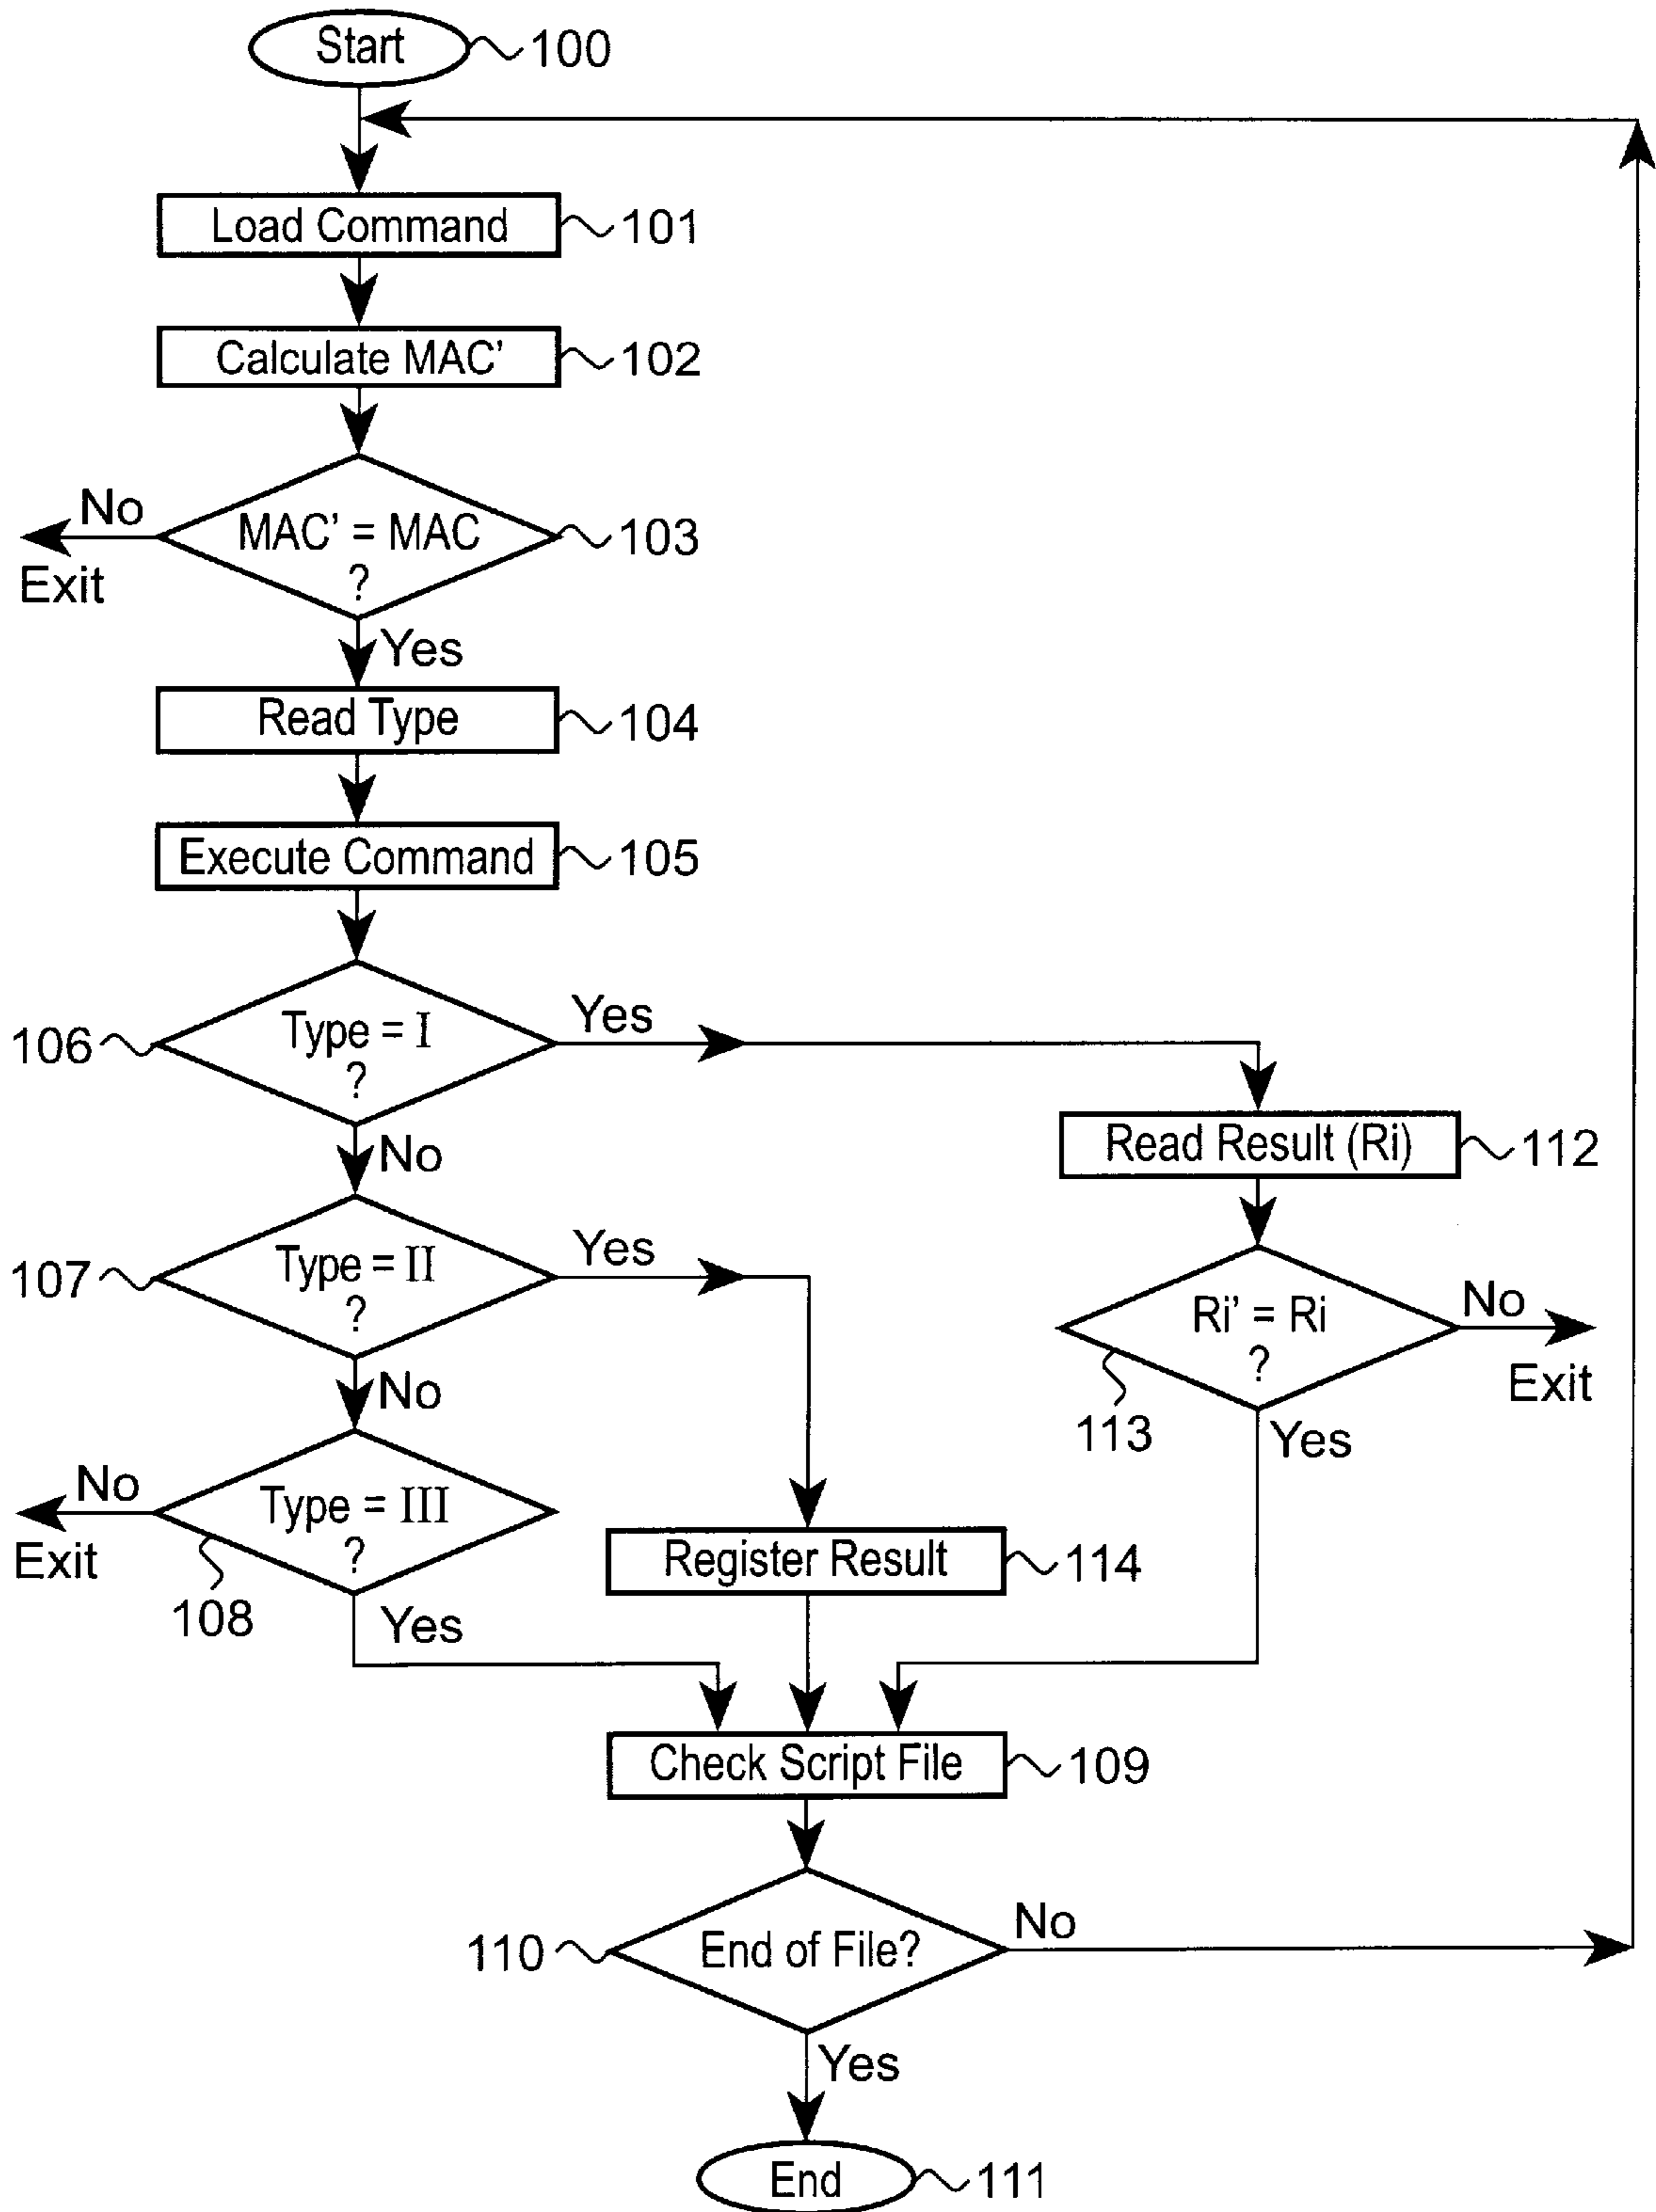 Start 100
Load Command 101
Calculate MAC' 102
No
MAC' = MAC
?
103
Exit
Yes
Read Type 104
Execute Command 105
106
Type = I
?
Yes
No
Read Result (Ri) 112
107
Type = II
?
Yes
No
Ri' = Ri
?
No
Exit
113
Yes
No
Type = III
?
Exit
108
Yes
Register Result 114
Check Script File 109
110
End of File?
No
Yes
End 111